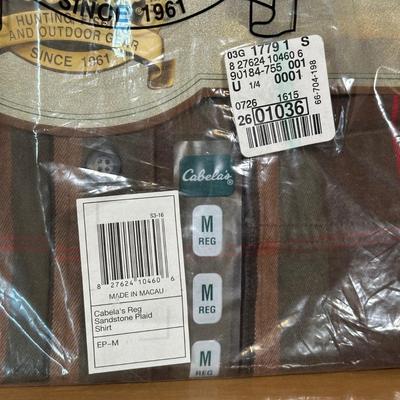 SINCE 1961
HUNTING, 
AND OUTDOOR GEAR
SINCE 1961
03G 1779 1 S
8 27624 10460 6
90184-755 001
U 1/4 0001
0726 1615
26 01036
66-704-198
Cabela's
M
REG
M
REG
M
S3-16
8 27624 10460 6
MADE IN MACAU
Cabela's Reg
Sandstone Plaid
Shirt
EP-M